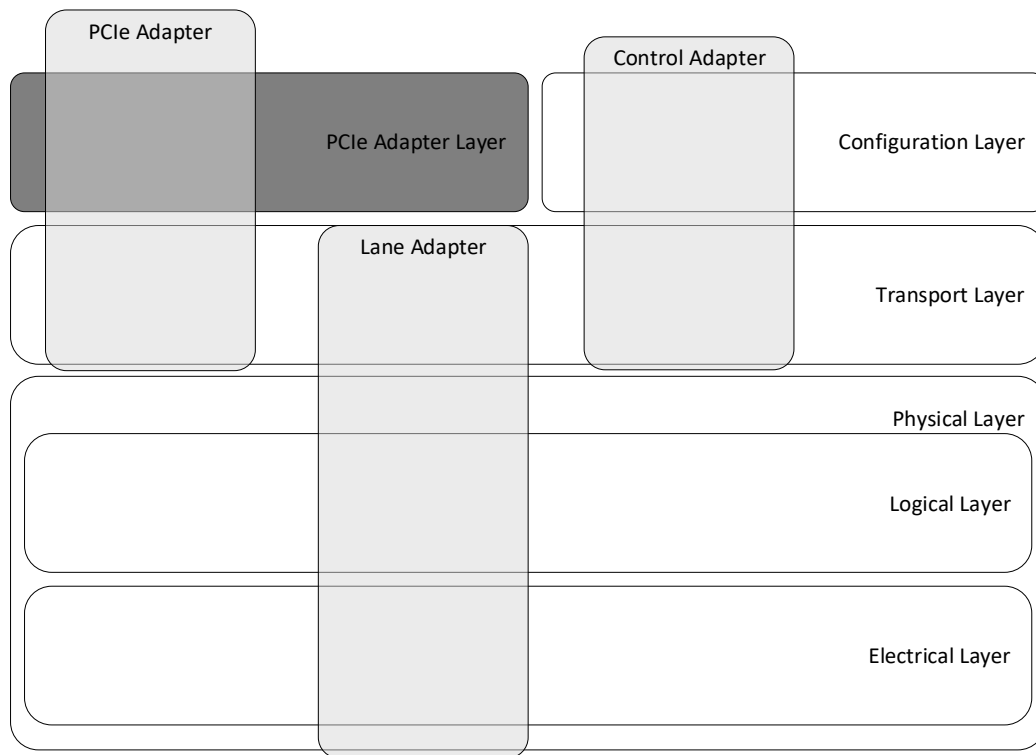 PCIe Adapter
Control Adapter
PCIe Adapter Layer
Configuration Layer
Lane Adapter
Transport Layer
Physical Layer
Logical Layer
Electrical Layer